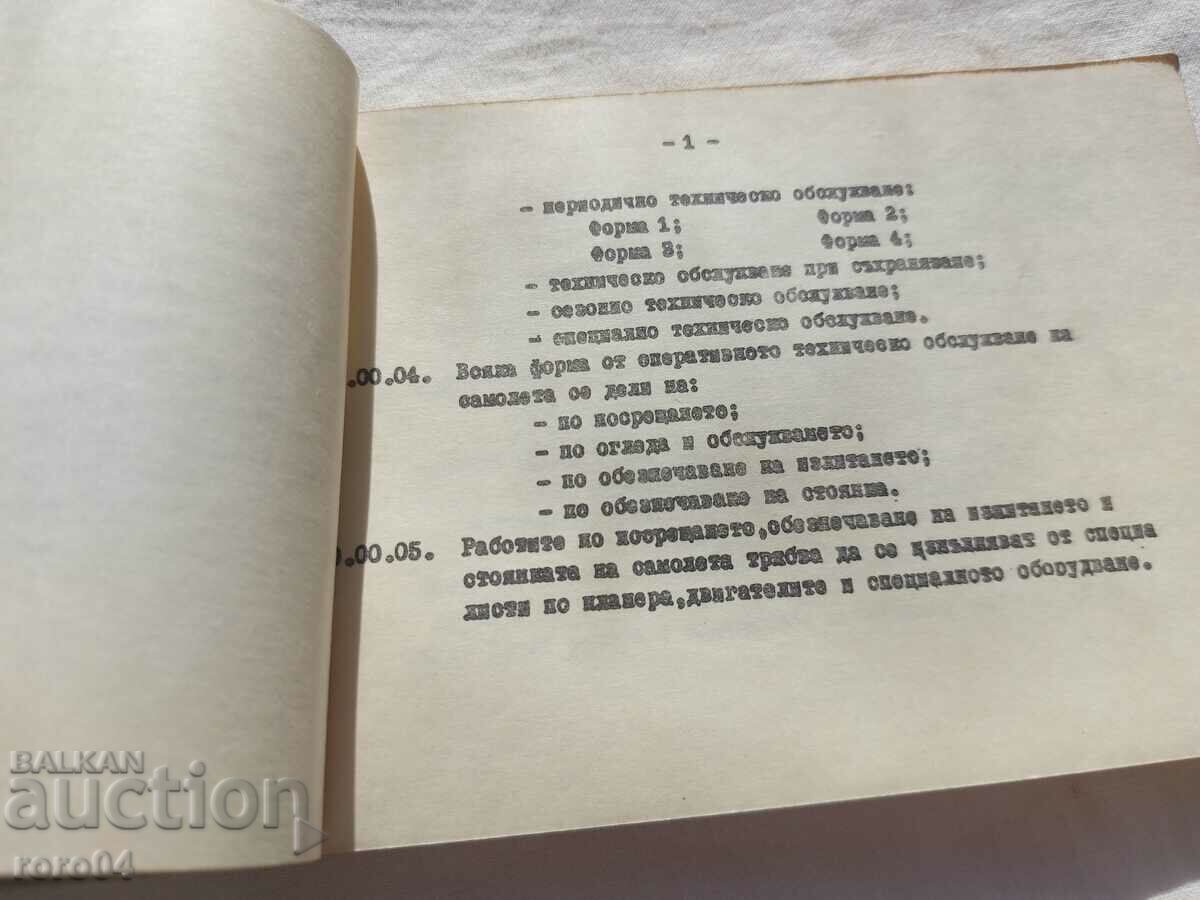 - 1 -
- периодично техническо обслужване:
Форма 1; Форма 2;
Форма 3; Форма 4;
- техническо обслужване при съхраняване;
- сезонно техническо обслужване;
- специално техническо обслужване.
.00.04. Всяка форма от оперативното техническо обслужване на
самолета се дели на:
- по посрещането;
- по огледа и обслужването;
- по обезпечаване на излитането;
- по обезпечаване на стоянка.
.00.05. Работите по посрещането,обезпечаване на излитането и
стоянката на самолета трябва да се изпълняват от специа
листи по планера,двигателите и специалното оборудване.
BALKAN
auction
roro04